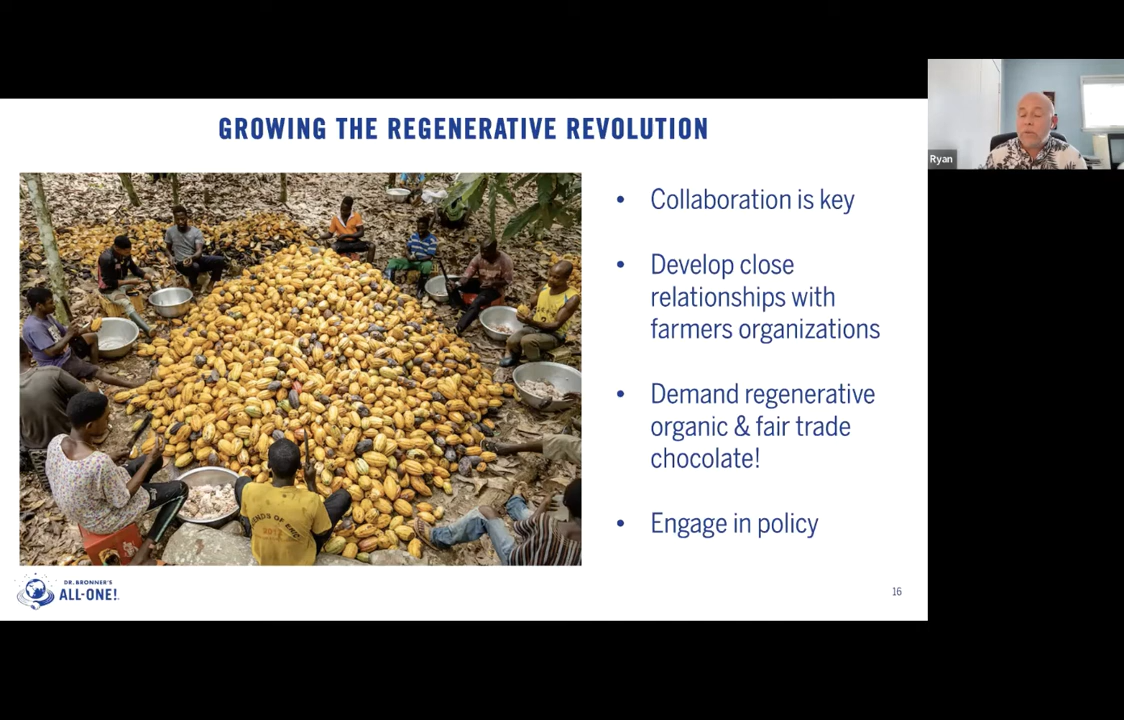 GROWING THE REGENERATIVE REVOLUTION
• Collaboration is key
• Develop close
relationships with
farmers organizations
• Demand regenerative
organic & fair trade
chocolate!
• Engage in policy
Ryan
2017
DR. BRONNER'S
ALL-ONE!
16